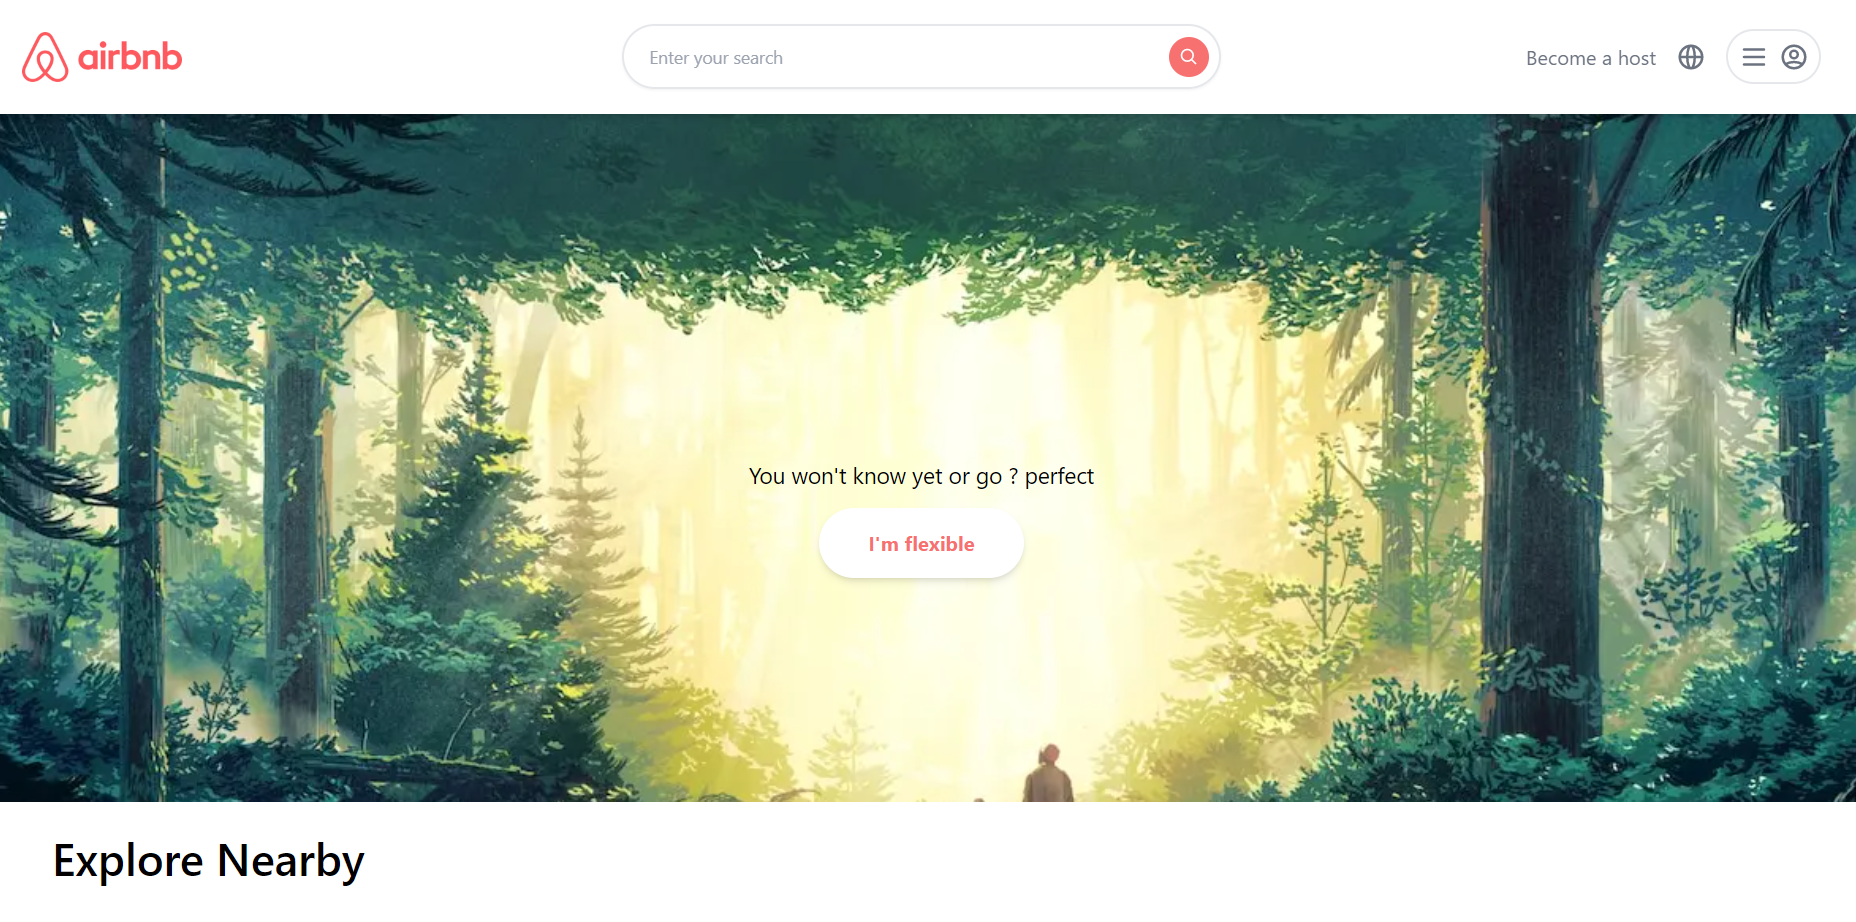 airbnb
Enter your search
Become a host
You won't know yet or go ? perfect
I'm flexible
Explore Nearby